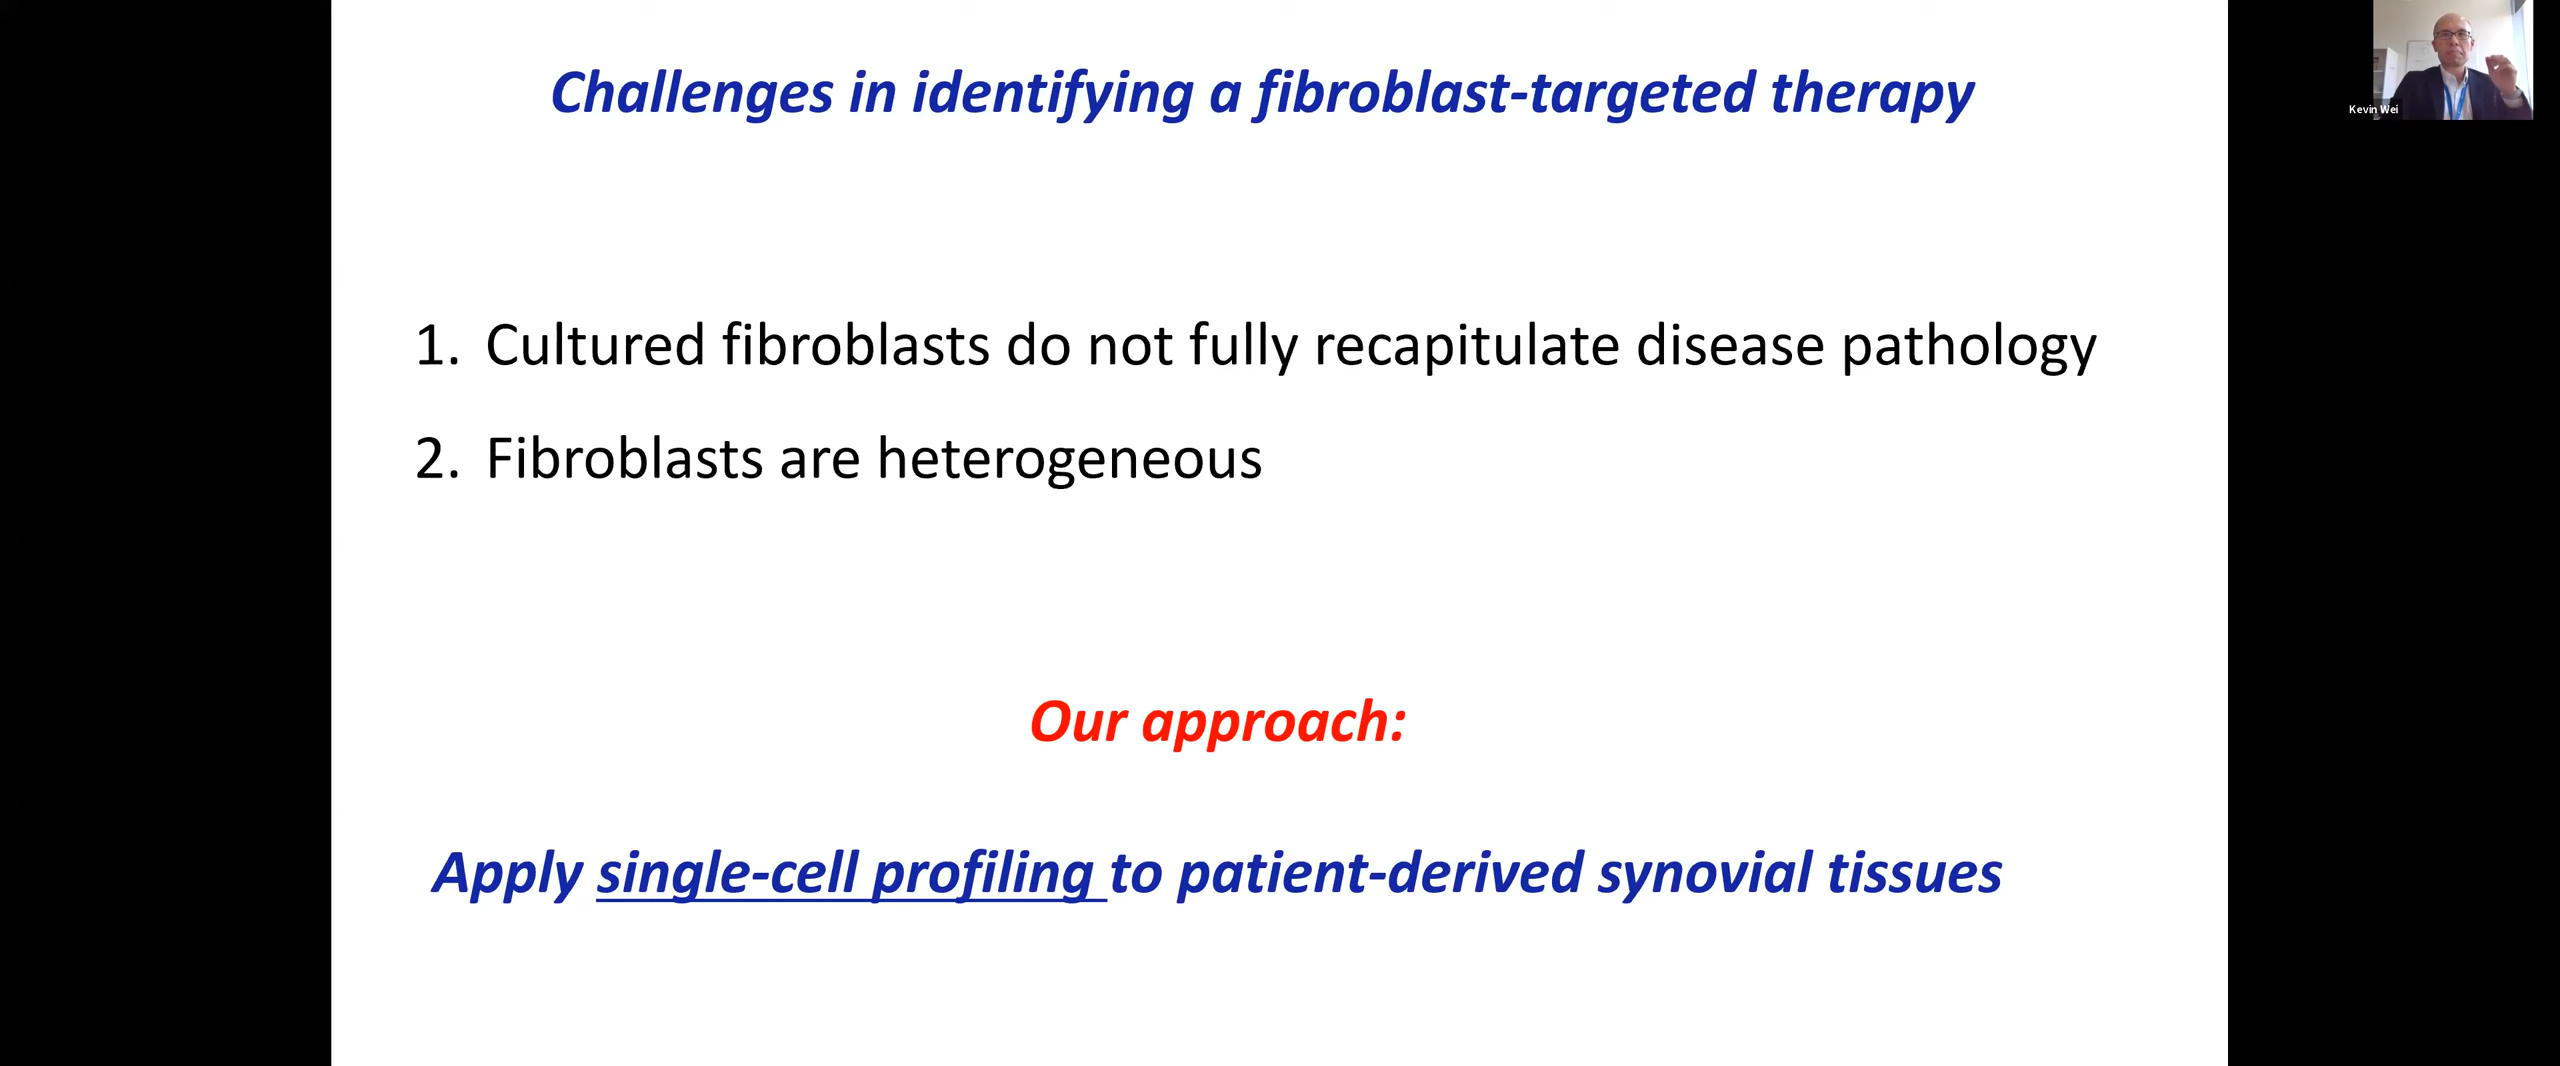 Challenges in identifying a fibroblast-targeted therapy
Kevin Wei
1. Cultured fibroblasts do not fully recapitulate disease pathology
2. Fibroblasts are heterogeneous
Our approach:
Apply single-cell profiling to patient-derived synovial tissues